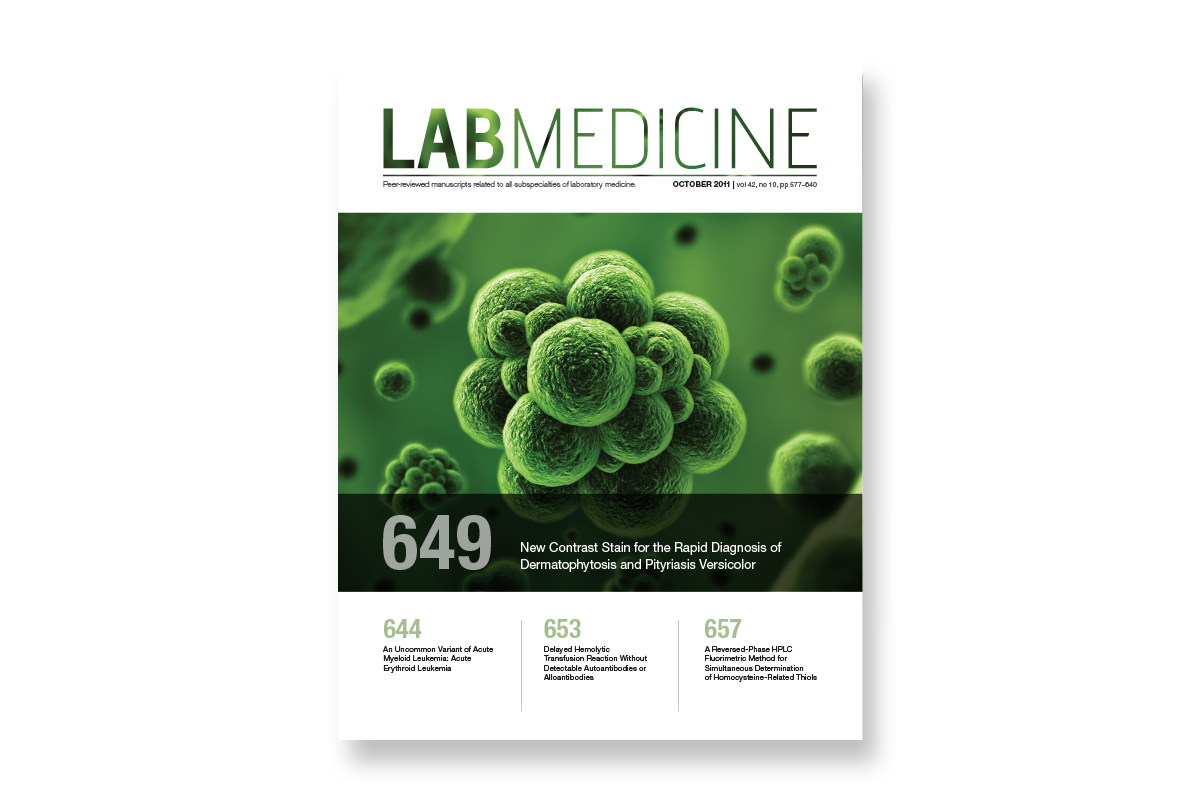 LABMEDICINE
Peer-reviewed manuscripts related to all subspecialties of laboratory medicine.
OCTOBER 2011 | vol 42, no 10, pp 577–640
649
New Contrast Stain for the Rapid Diagnosis of
Dermatophytosis and Pityriasis Versicolor
644
An Uncommon Variant of Acute
Myeloid Leukemia: Acute
Erythroid Leukemia
653
Delayed Hemolytic
Transfusion Reaction Without
Detectable Autoantibodies or
Alloantibodies
657
A Reversed-Phase HPLC
Fluorimetric Method for
Simultaneous Determination
of Homocysteine-Related Thiols